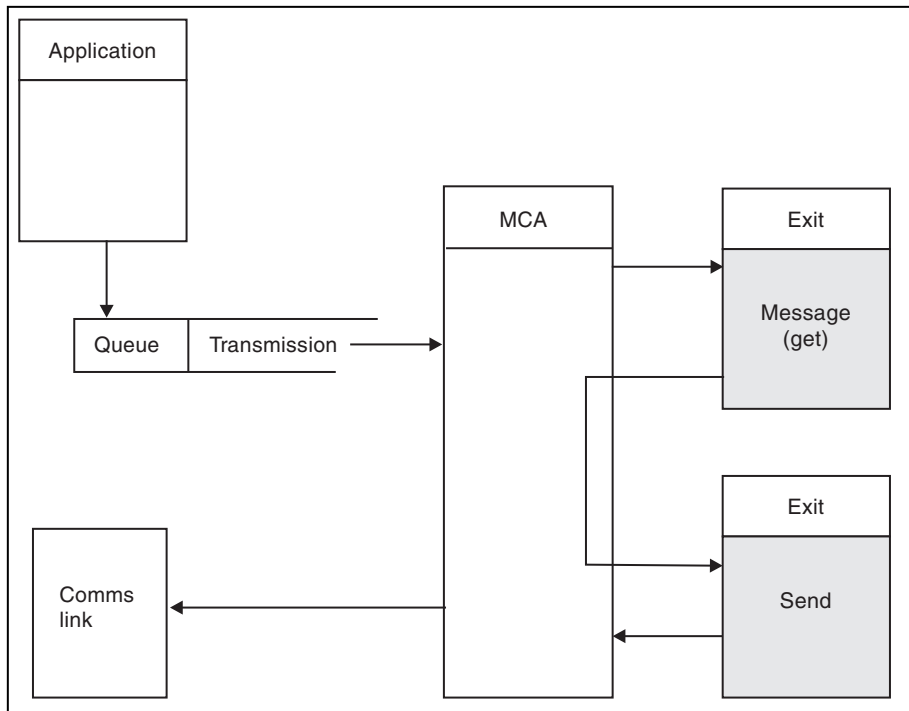 Application
MCA
Exit
Message
(get)
Queue
Transmission
Exit
Comms
link
Send